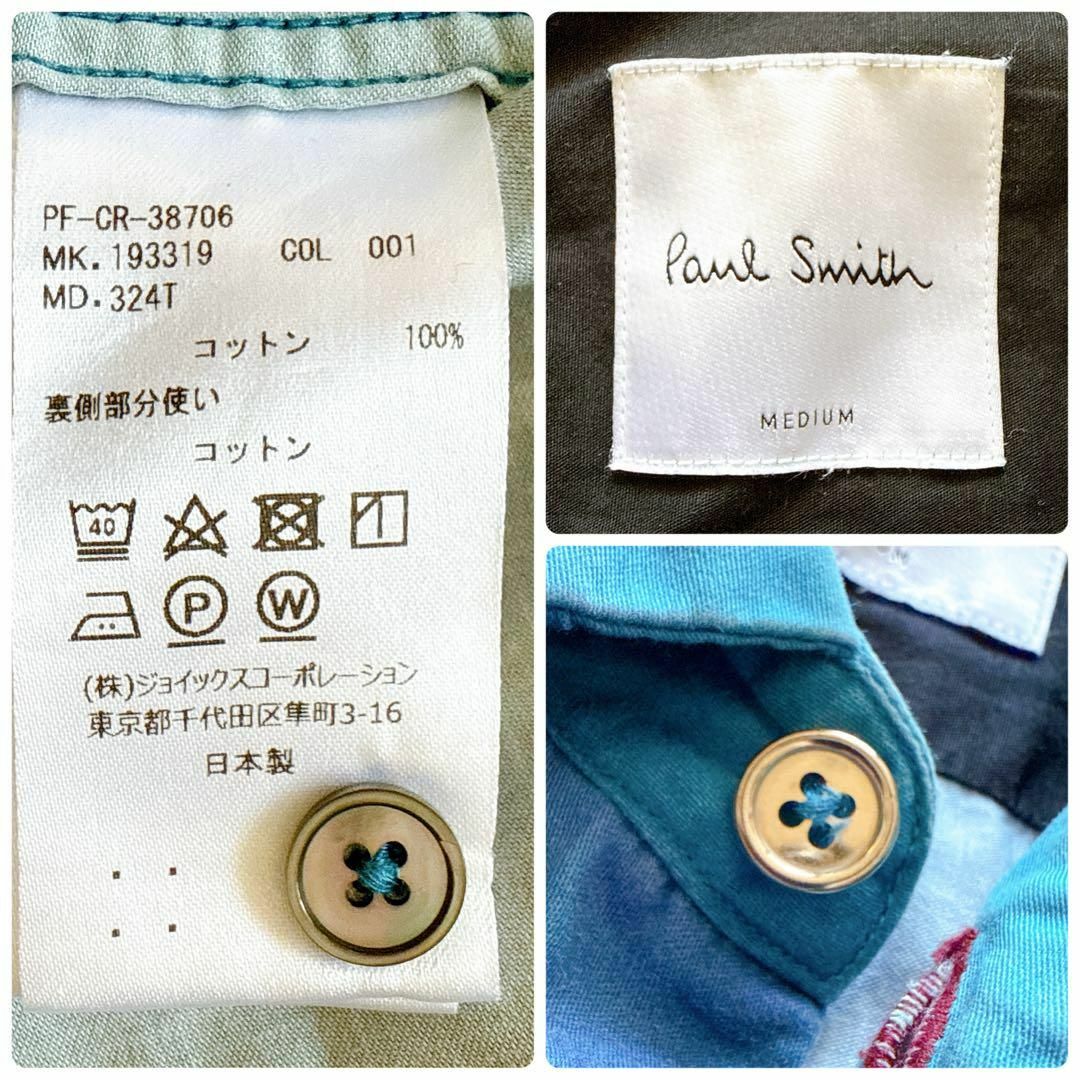 PF-CR-38706
MK.193319 COL 001
MD.324T
コットン 100%
裏側部分使い
コットン
40
P W
(株)ジョイックスコーポレーション
東京都千代田区隼町3-16
日本製
Paul Smith
MEDIUM